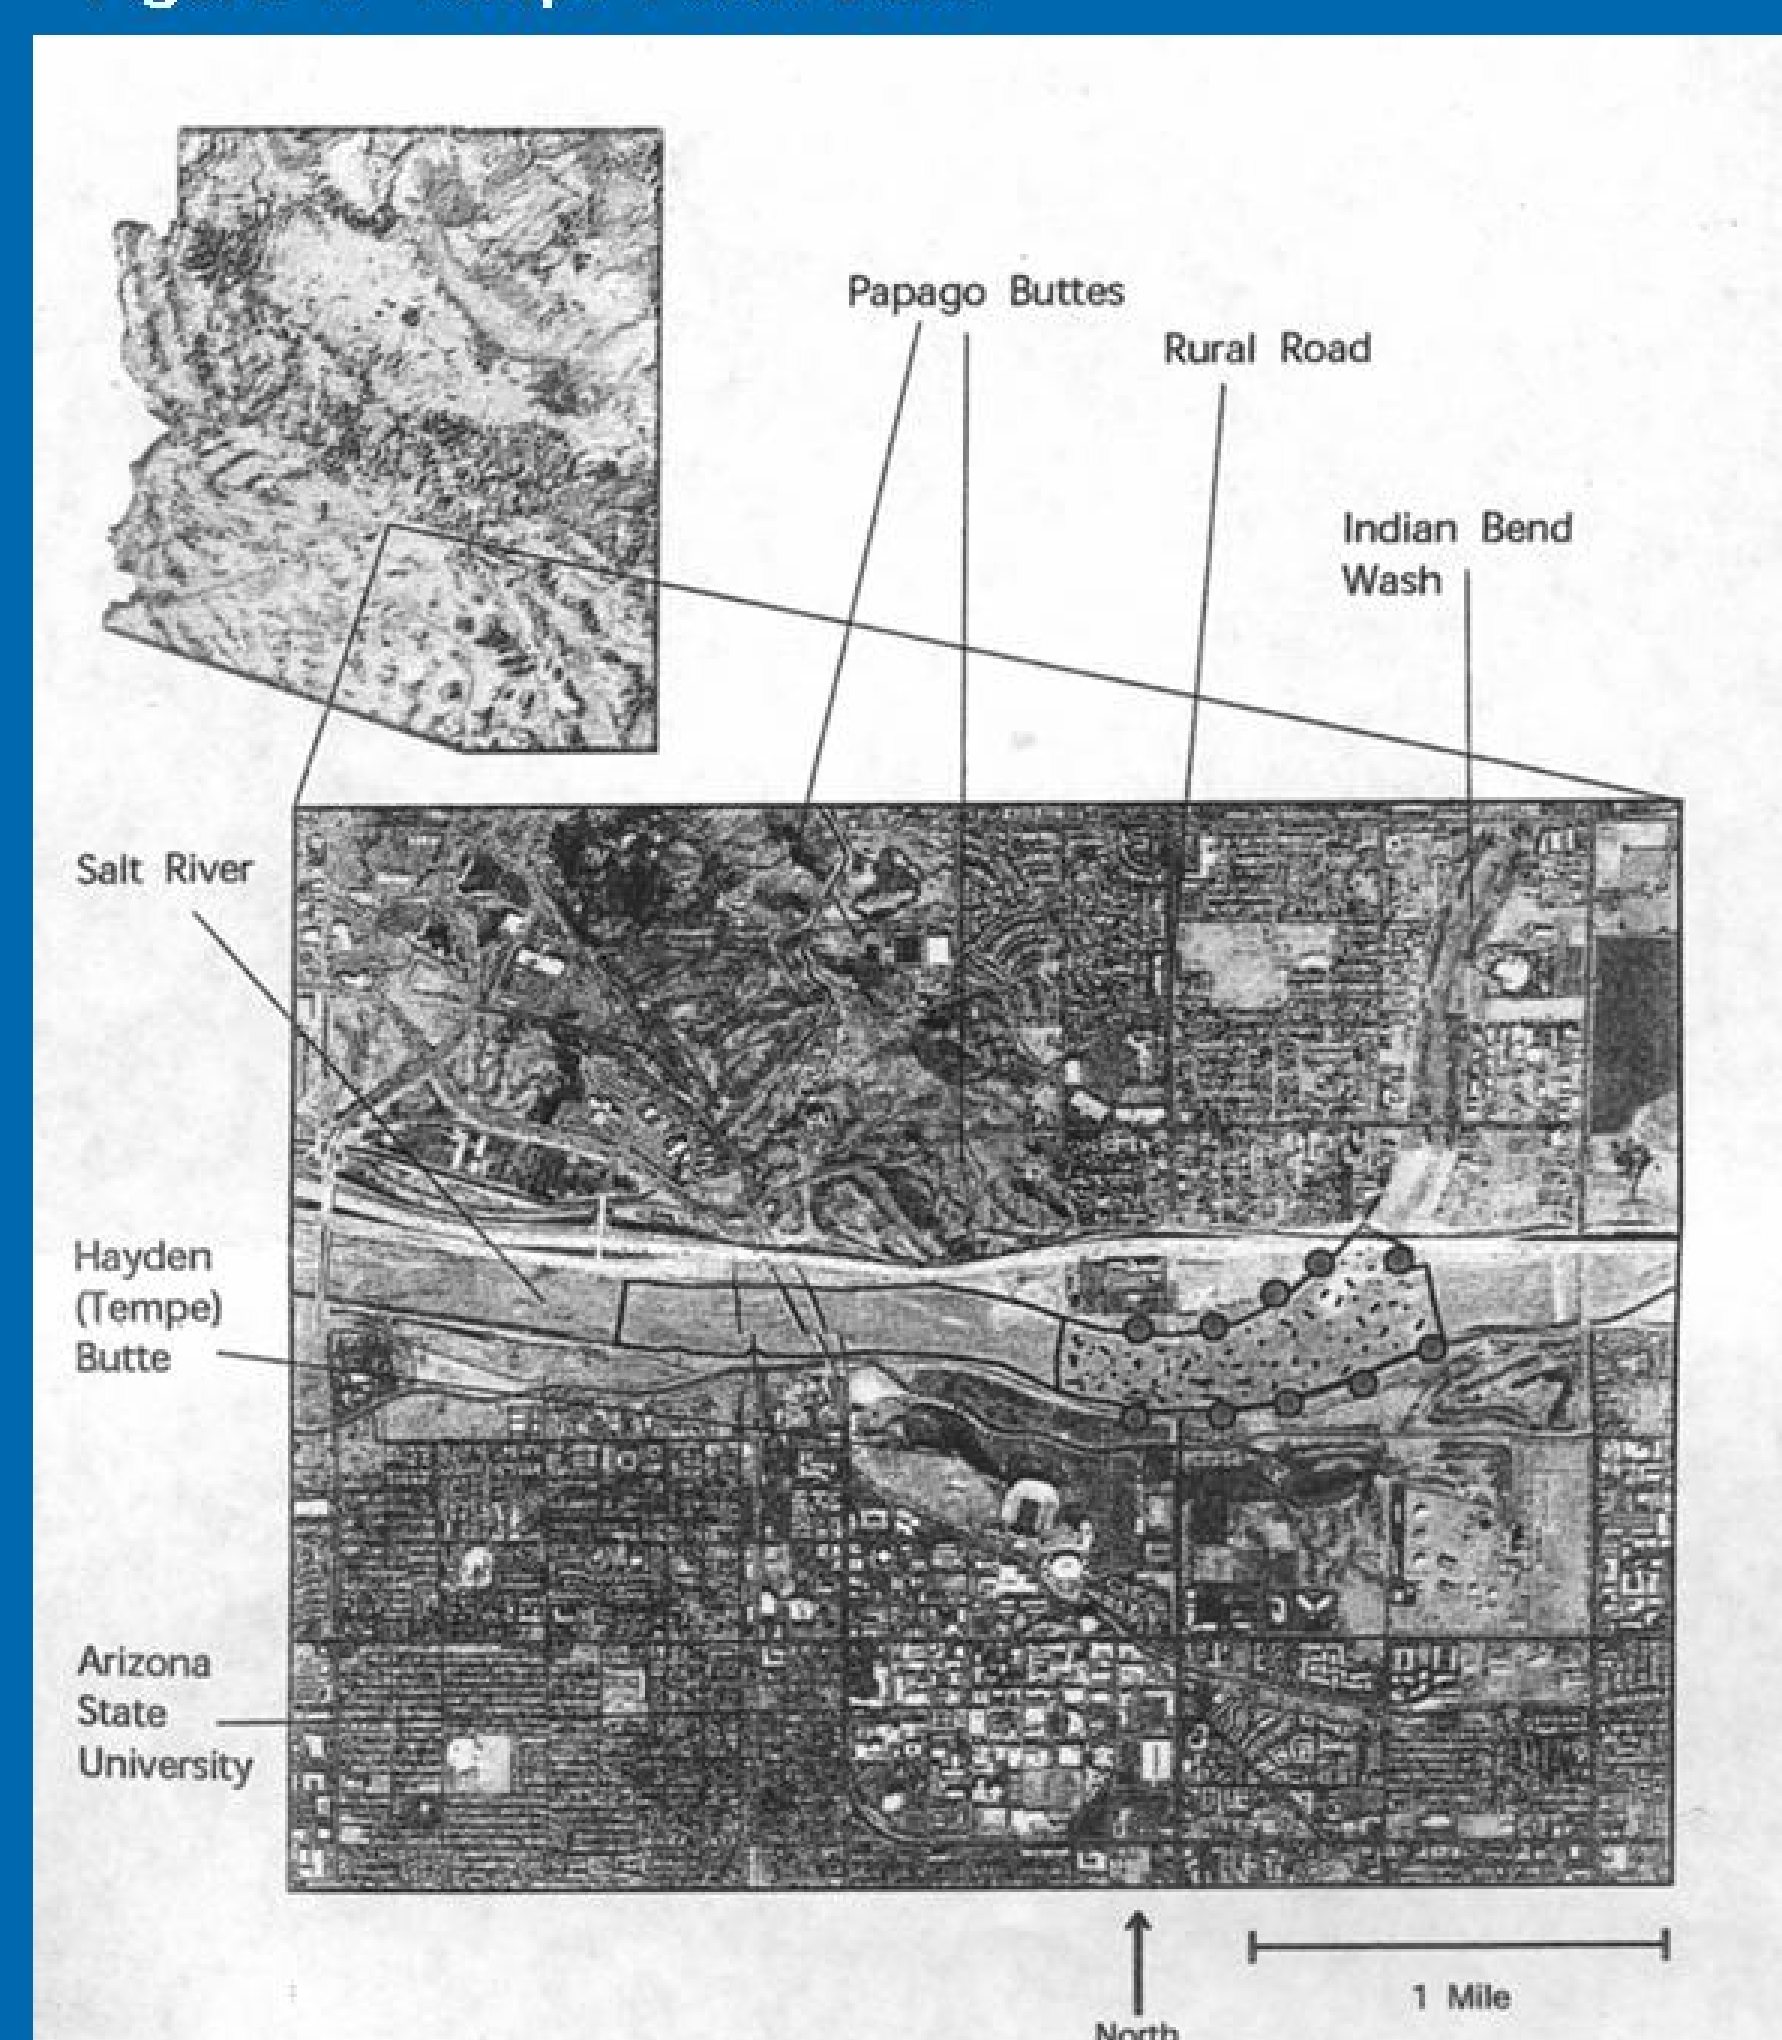 Papago Buttes
Rural Road
Indian Bend
Wash
Salt River
Hayden
(Tempe)
Butte
Arizona
State
University
1 Mile
North